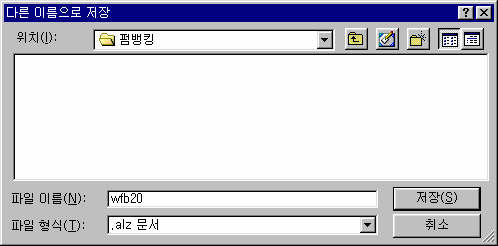 다른 이름으로 저장
위치(I): 펌뱅킹
파일 이름(N): wfb20 저장(S)
파일 형식(T): .alz 문서 취소